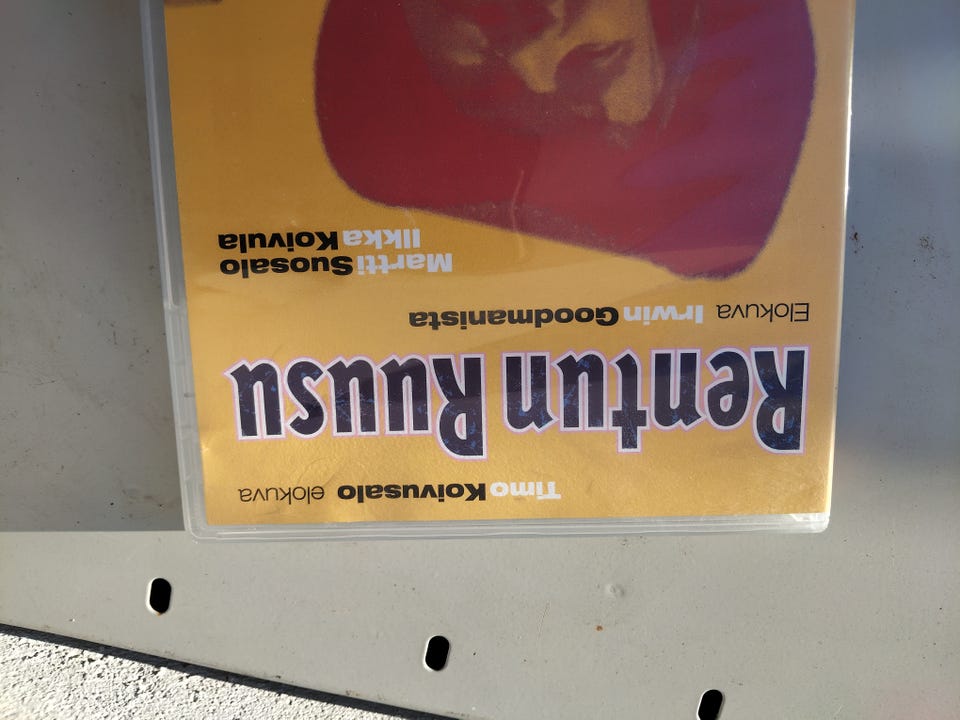 Timo Koivusalo elokuva
Rentun Ruusu
Elokuva Irwin Goodmanista
Martti Suosalo
Ilkka Koivula